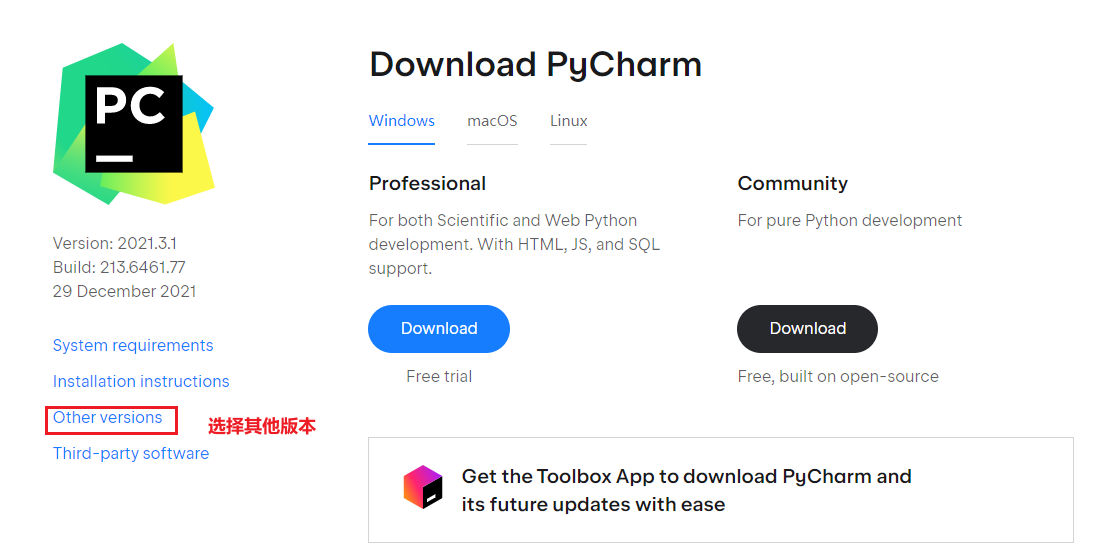 PC
Download PyCharm
Windows macOS Linux
Professional
For both Scientific and Web Python
development. With HTML, JS, and SQL
support.
Download
Free trial
Community
For pure Python development
Download
Free, built on open-source
Version: 2021.3.1
Build: 213.6461.77
29 December 2021
System requirements
Installation instructions
Other versions
选择其他版本
Third-party software
Get the Toolbox App to download PyCharm and
its future updates with ease